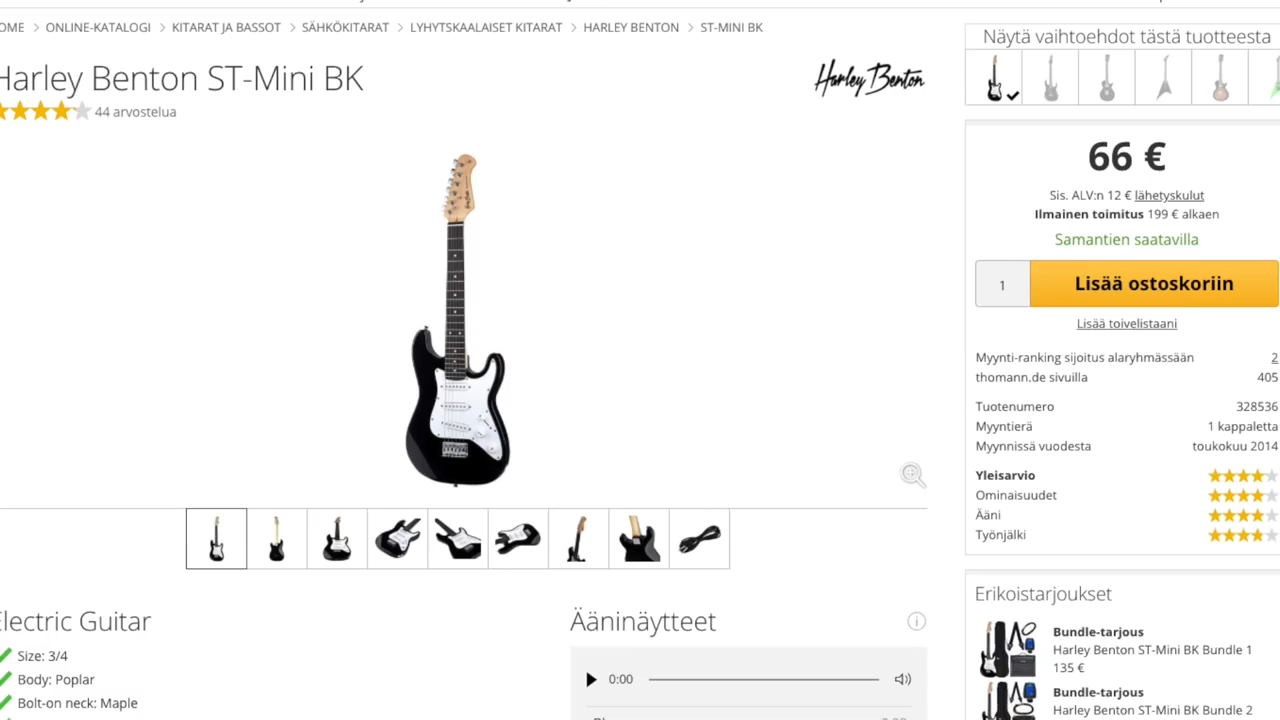 OME > ONLINE-KATALOGI > KITARAT JA BASSOT > SÄHKÖKITARAT > LYHYTSKAALAISET KITARAT > HARLEY BENTON > ST-MINI BK
Harley Benton ST-Mini BK
44 arvostelua
Harley Benton
Näytä vaihtoehdot tästä tuotteesta
66 €
Sis. ALV:n 12 € lähetyskulut
Ilmainen toimitus 199 € alkaen
Samantien saatavilla
1 Lisää ostoskoriin
Lisää toivelistaani
Myynti-ranking sijoitus alaryhmässään 2
thomann.de sivuilla 405
Tuotenumero 328536
Myyntierä 1 kappaletta
Myynnissä vuodesta toukokuu 2014
Yleisarvio
Ominaisuudet
Ääni
Työnjälki
Electric Guitar
Size: 3/4
Body: Poplar
Bolt-on neck: Maple
Ääninäytteet
0:00
Erikoistarjoukset
Bundle-tarjous
Harley Benton ST-Mini BK Bundle 1
135 €
Bundle-tarjous
Harley Benton ST-Mini BK Bundle 2